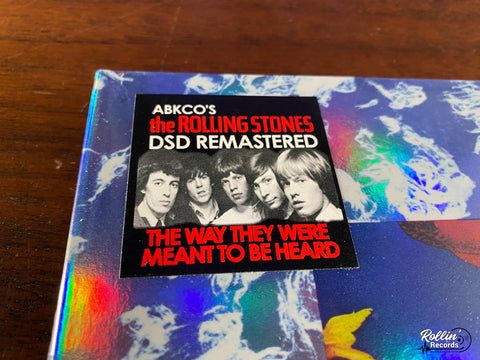 ABKCO'S
the ROLLING STONES
DSD REMASTERED
THE WAY THEY WERE
MEANT TO BE HEARD
Rollin'
Records